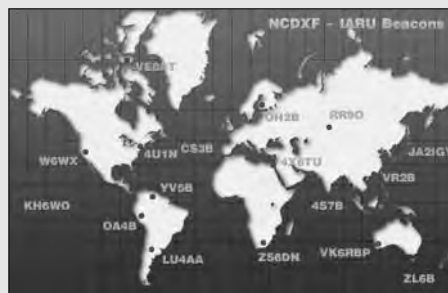 NCDXF – IARU Beacons
VE8AT
OH2B
RR9O
4U1N
CS3B
4X6TU
JA2IGY
W6WX
YV5B
4S7B
VR2B
KH6WO
OA4B
LU4AA
ZS6DN
VK6RBP
ZL6B